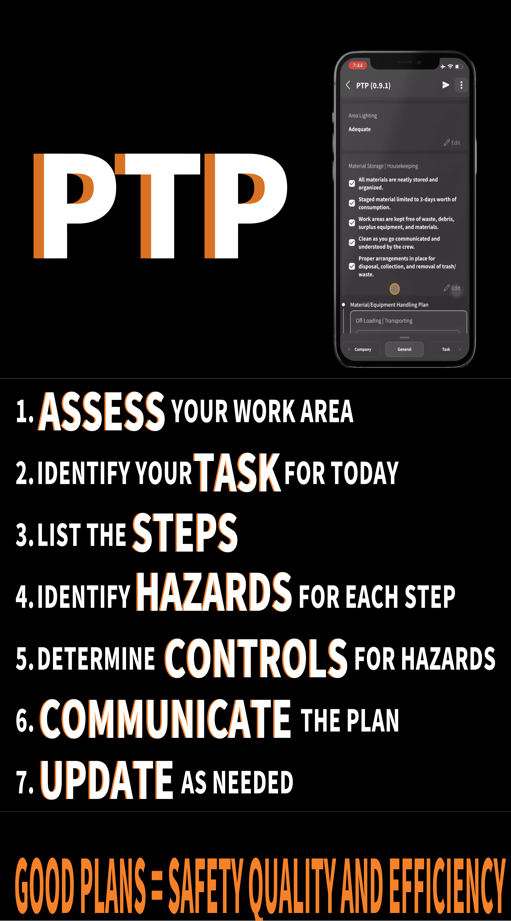 PTP
7:44
PTP (0.9.1)
Area Lighting
Adequate
Edit
Material Storage | Housekeeping
All materials are neatly stored and
organized.
Staged material limited to 3-days worth of
consumption.
Work areas are kept free of waste, debris,
surplus equipment, and materials.
Clean as you go communicated and
understood by the crew.
Proper arrangements in place for
disposal, collection, and removal of trash/
waste.
Edit
Material/Equipment Handling Plan
Off-Loading | Transporting
Company General Task
1. ASSESS YOUR WORK AREA
2. IDENTIFY YOUR TASK FOR TODAY
3. LIST THE STEPS
4. IDENTIFY HAZARDS FOR EACH STEP
5. DETERMINE CONTROLS FOR HAZARDS
6. COMMUNICATE THE PLAN
7. UPDATE AS NEEDED
GOOD PLANS = SAFETY QUALITY AND EFFICIENCY